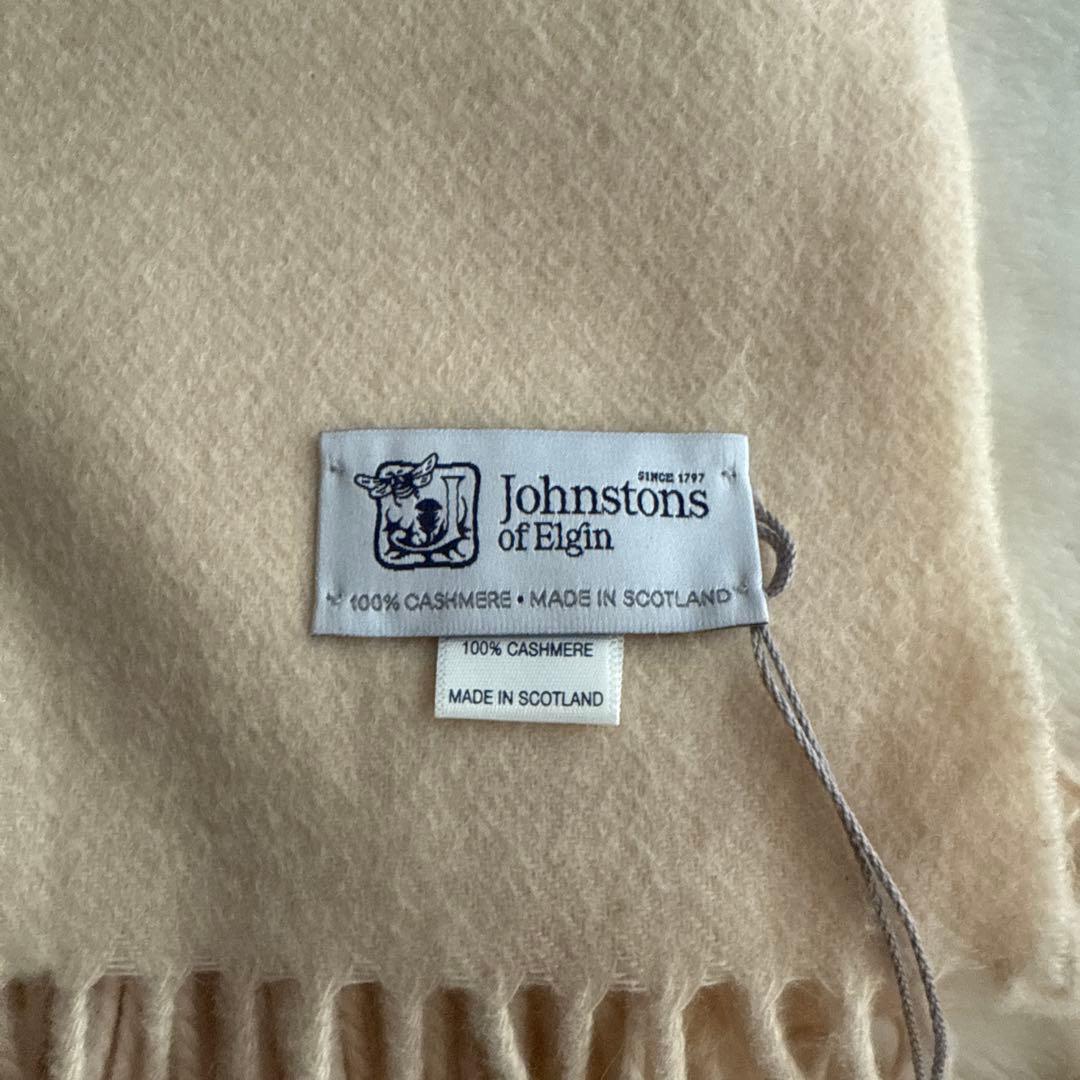 SINCE 1797
Johnstons
of Elgin
100% CASHMERE • MADE IN SCOTLAND
100% CASHMERE
MADE IN SCOTLAND